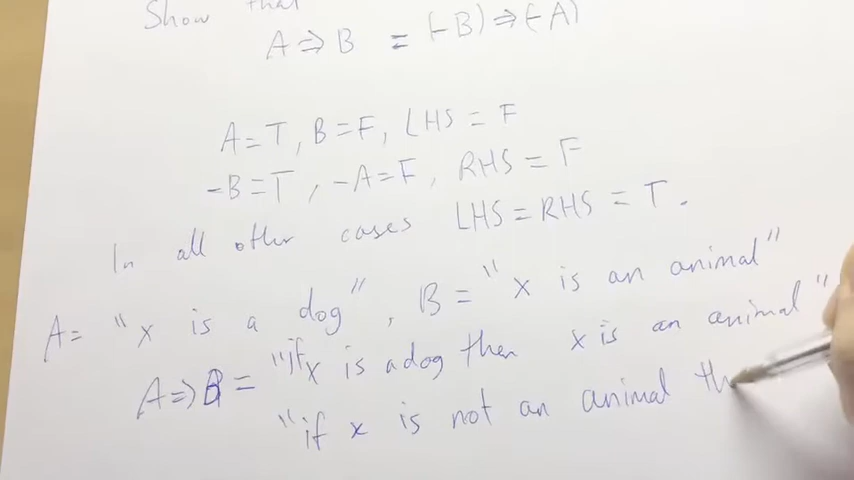 Show that
A ⇒ B = (-B) ⇒ (-A)
A = T, B = F, LHS = F
-B = T, -A = F, RHS = F
In all other cases LHS = RHS = T.
A = "x is a dog", B = "x is an animal"
A ⇒ B = "if x is a dog then x is an animal"
"if x is not an animal th